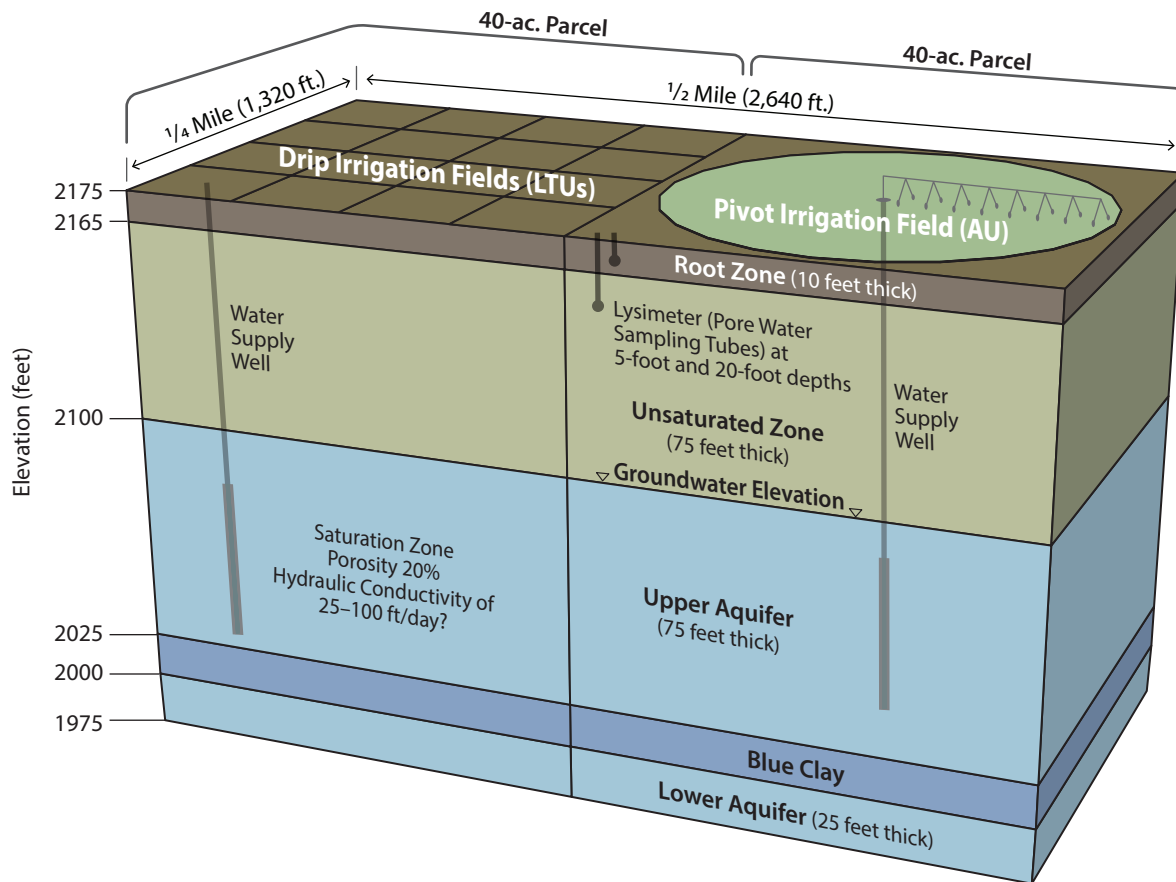 40-ac. Parcel
40-ac. Parcel
1/4 Mile (1,320 ft.)
1/2 Mile (2,640 ft.)
Drip Irrigation Fields (LTUs)
Pivot Irrigation Field (AU)
2175
2165
Root Zone (10 feet thick)
Water
Supply
Well
Lysimeter (Pore Water
Sampling Tubes) at
5-foot and 20-foot depths
Water
Supply
Well
Elevation (feet)
2100
Unsaturated Zone
(75 feet thick)
Groundwater Elevation
Saturation Zone
Porosity 20%
Hydraulic Conductivity of
25–100 ft/day?
Upper Aquifer
(75 feet thick)
2025
2000
1975
Blue Clay
Lower Aquifer (25 feet thick)